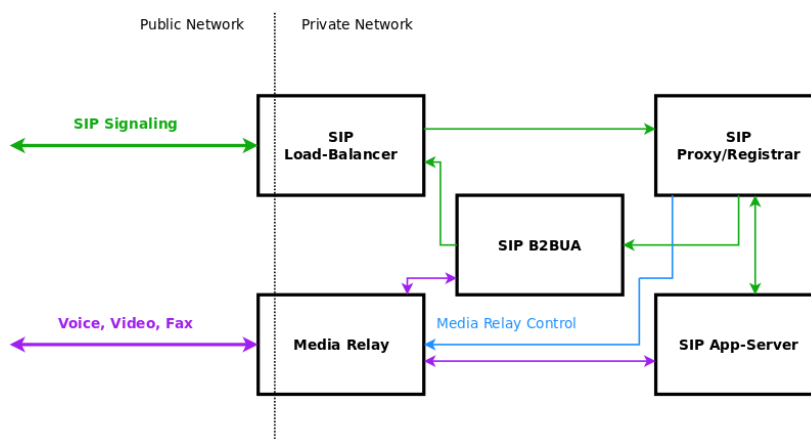 Public Network
Private Network
SIP Signaling
SIP
Load-Balancer
SIP
Proxy/Registrar
SIP B2BUA
Voice, Video, Fax
Media Relay
Media Relay Control
SIP App-Server